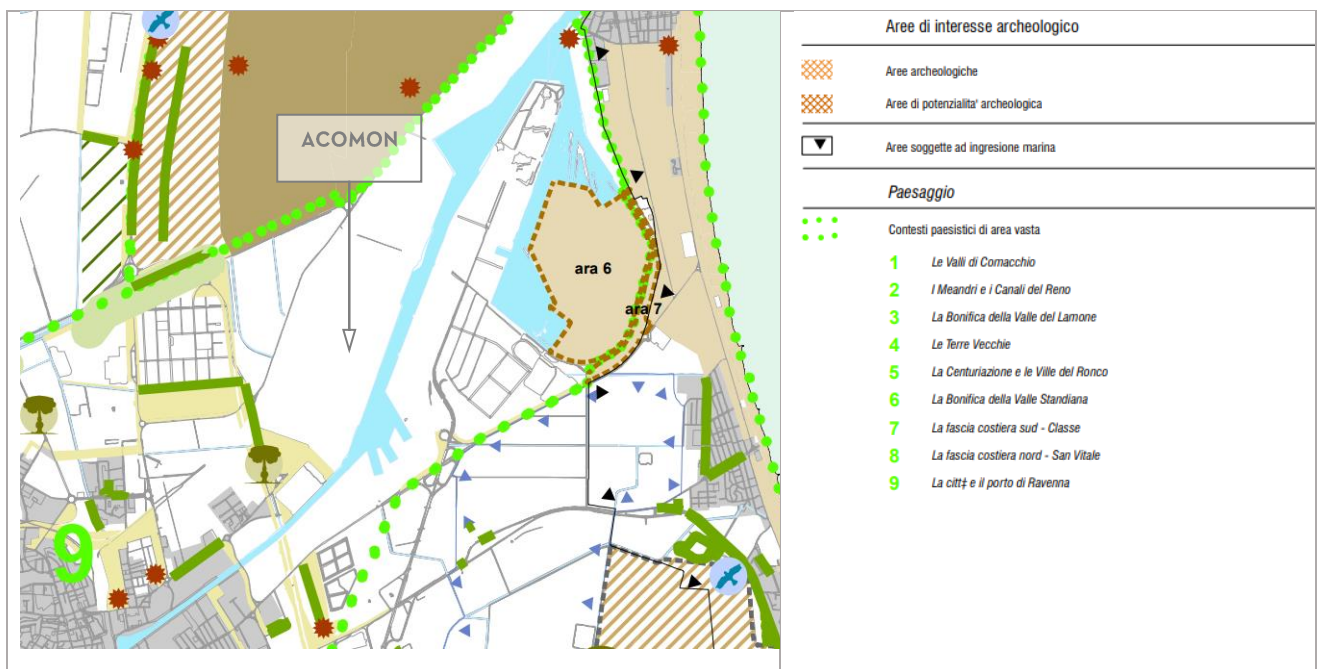 ACOMON
ara 6
ara 7
9
Aree di interesse archeologico
Aree archeologiche
Aree di potenzialita' archeologica
Aree soggette ad ingresione marina
Paesaggio
Contesti paesistici di area vasta
1 Le Valli di Comacchio
2 I Meandri e i Canali del Reno
3 La Bonifica della Valle del Lamone
4 Le Terre Vecchie
5 La Centuriazione e le Ville del Ronco
6 La Bonifica della Valle Standiana
7 La fascia costiera sud - Classe
8 La fascia costiera nord - San Vitale
9 La citt‡ e il porto di Ravenna